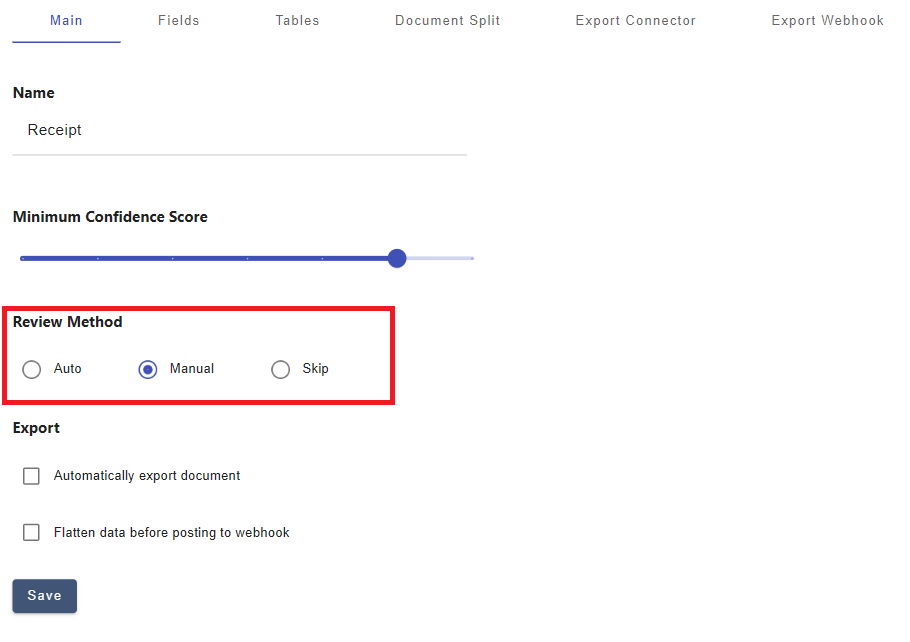 Main Fields Tables Document Split Export Connector Export Webhook
Name
Receipt
Minimum Confidence Score
Review Method
Auto Manual Skip
Export
Automatically export document
Flatten data before posting to webhook
Save